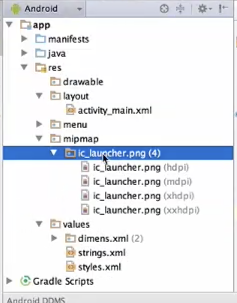 Android
app
manifests
java
res
drawable
layout
activity_main.xml
menu
mipmap
ic_launcher.png (4)
ic_launcher.png (hdpi)
ic_launcher.png (mdpi)
ic_launcher.png (xhdpi)
ic_launcher.png (xxhdpi)
values
dimens.xml (2)
strings.xml
styles.xml
Gradle Scripts
Android DDMS